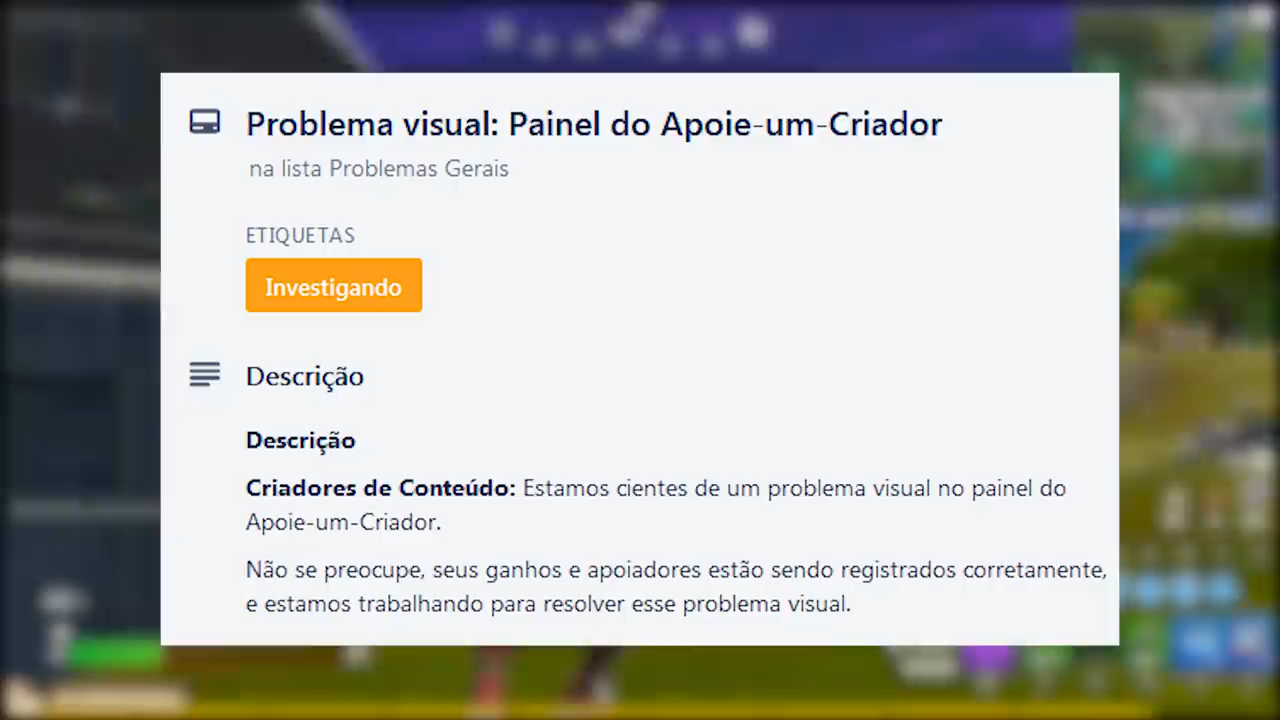 Problema visual: Painel do Apoie-um-Criador
na lista Problemas Gerais
ETIQUETAS
Investigando
Descrição
Descrição
Criadores de Conteúdo: Estamos cientes de um problema visual no painel do
Apoie-um-Criador.
Não se preocupe, seus ganhos e apoiadores estão sendo registrados corretamente,
e estamos trabalhando para resolver esse problema visual.